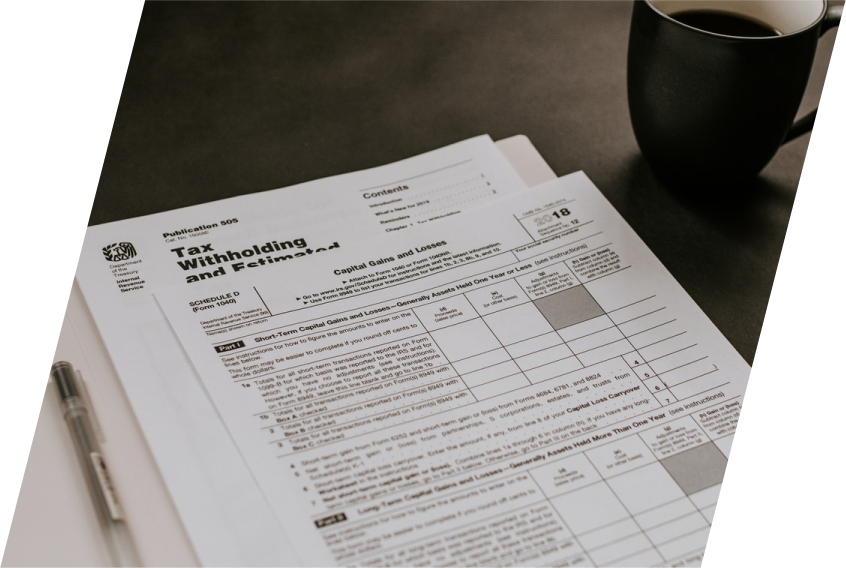 Publication 505
Cat. No.
Tax
Withholding
and Estimated
Department
of the
Treasury
Internal
Revenue
Service
Contents
Introduction
What's New for 2019
Reminders
Chapter 1. Tax Withholding
SCHEDULE D
(Form 1040)
Department of the Treasury
Internal Revenue Service (99)
Name(s) shown on return
Capital Gains and Losses
► Attach to Form 1040 or Form 1040NR.
► Go to www.irs.gov/ScheduleD for instructions and the latest information.
► Use Form 8949 to list your transactions for lines 1b, 2, 3, 8b, 9, and 10.
OMB No.
2018
Attachment
Sequence No. 12
Your social security number
Part I Short-Term Capital Gains and Losses—Generally Assets Held One Year or Less (see instructions)
See instructions for how to figure the amounts to enter on the
lines below.
This form may be easier to complete if you round off cents to
whole dollars.
(d)
Proceeds
(sales price)
(e)
Cost
(or other basis)
(g)
Adjustments
to gain or loss from
Form(s) 8949, Part I,
line 2, column (g)
(h) Gain or (loss)
Subtract column (e)
from column (d) and
combine the result
with column (g)
1a Totals for all short-term transactions reported on Form
1099-B for which basis was reported to the IRS and for
which you have no adjustments (see instructions).
However, if you choose to report all these transactions
on Form 8949, leave this line blank and go to line 1b
1b Totals for all transactions reported on Form(s) 8949 with
Box A checked
2 Totals for all transactions reported on Form(s) 8949 with
Box B checked
3 Totals for all transactions reported on Form(s) 8949 with
Box C checked
4 Short-term gain from Form 6252 and short-term gain or (loss) from Forms 4684, 6781, and 8824
4
5 Net short-term gain or (loss) from partnerships, S corporations, estates, and trusts from
Schedule(s) K-1
5
6 Short-term capital loss carryover. Enter the amount, if any, from line 8 of your Capital Loss Carryover
Worksheet in the instructions
6
7 Net short-term capital gain or (loss). Combine lines 1a through 6 in column (h). If you have any long-
term capital gains or losses, go to Part II below. Otherwise, go to Part III on the back
7
Part II Long-Term Capital Gains and Losses—Generally Assets Held More Than One Year (see instructions)
See instructions for how to figure the amounts to enter on the
lines below.
This form may be easier to complete if you round off cents to
whole dollars.
(d)
Proceeds
(sales price)
(e)
Cost
(or other basis)
(g)
Adjustments
to gain or loss from
(h) Gain or (loss)
Subtract column (e)